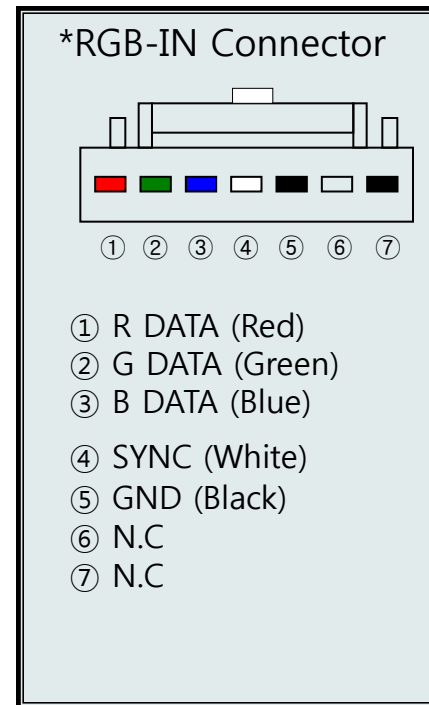 *RGB-IN Connector
① ② ③ ④ ⑤ ⑥ ⑦
① R DATA (Red)
② G DATA (Green)
③ B DATA (Blue)
④ SYNC (White)
⑤ GND (Black)
⑥ N.C
⑦ N.C